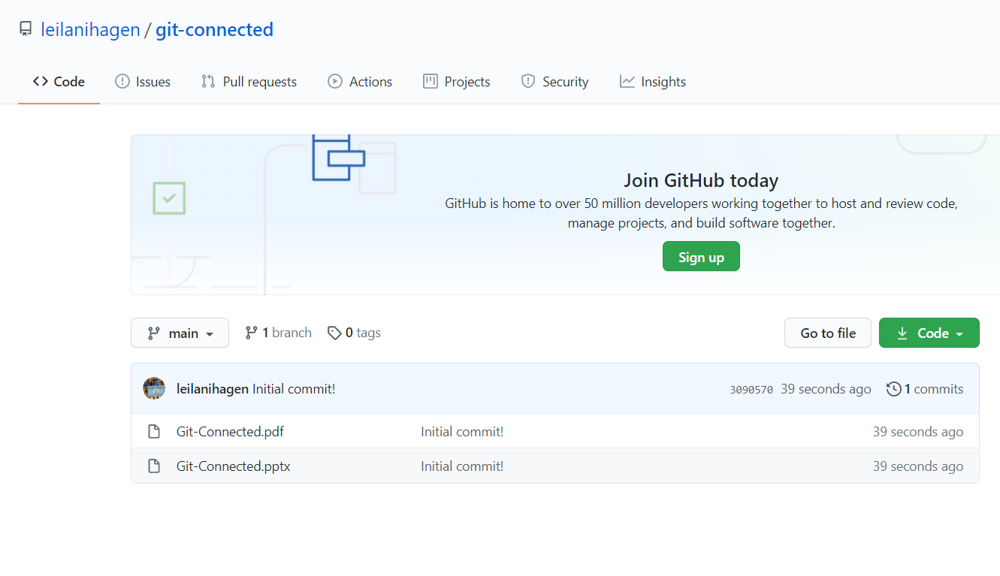 leilanihagen / git-connected
Code Issues Pull requests Actions Projects Security Insights
Join GitHub today
GitHub is home to over 50 million developers working together to host and review code,
manage projects, and build software together.
Sign up
main 1 branch 0 tags Go to file Code
leilanihagen Initial commit! 3090570 39 seconds ago 1 commits
Git-Connected.pdf Initial commit! 39 seconds ago
Git-Connected.pptx Initial commit! 39 seconds ago